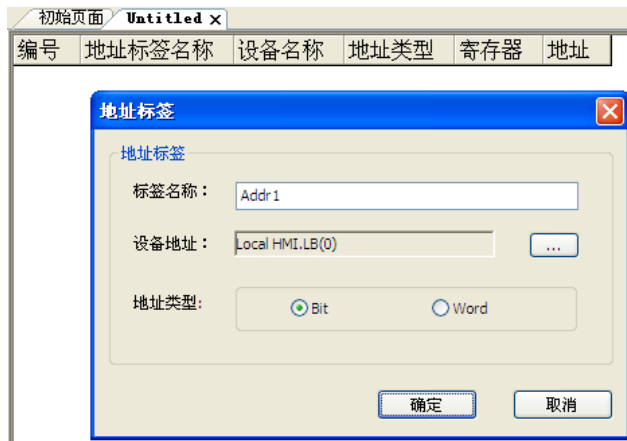 初始页面 Untitled x
编号 地址标签名称 设备名称 地址类型 寄存器 地址
地址标签
地址标签
标签名称： Addr1
设备地址： Local HMI.LB(0) ...
地址类型: Bit Word
确定 取消